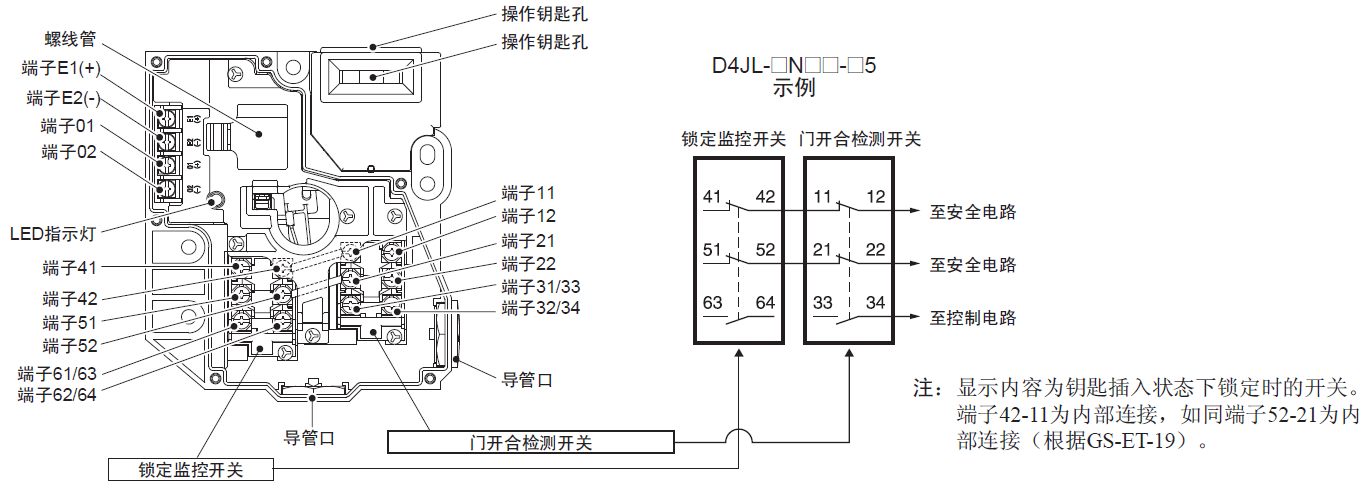 操作钥匙孔
操作钥匙孔
螺线管
端子E1(+)
端子E2(-)
端子01
端子02
LED指示灯
端子41
端子42
端子51
端子52
端子61/63
端子62/64
E1
E2
01
02
端子11
端子12
端子21
端子22
端子31/33
端子32/34
导管口
导管口
门开合检测开关
锁定监控开关
D4JL-□N□□-□5
示例
锁定监控开关 门开合检测开关
41 42 11 12 至安全电路
51 52 21 22 至安全电路
63 64 33 34 至控制电路
注：显示内容为钥匙插入状态下锁定时的开关。
端子42-11为内部连接，如同端子52-21为内
部连接（根据GS-ET-19）。